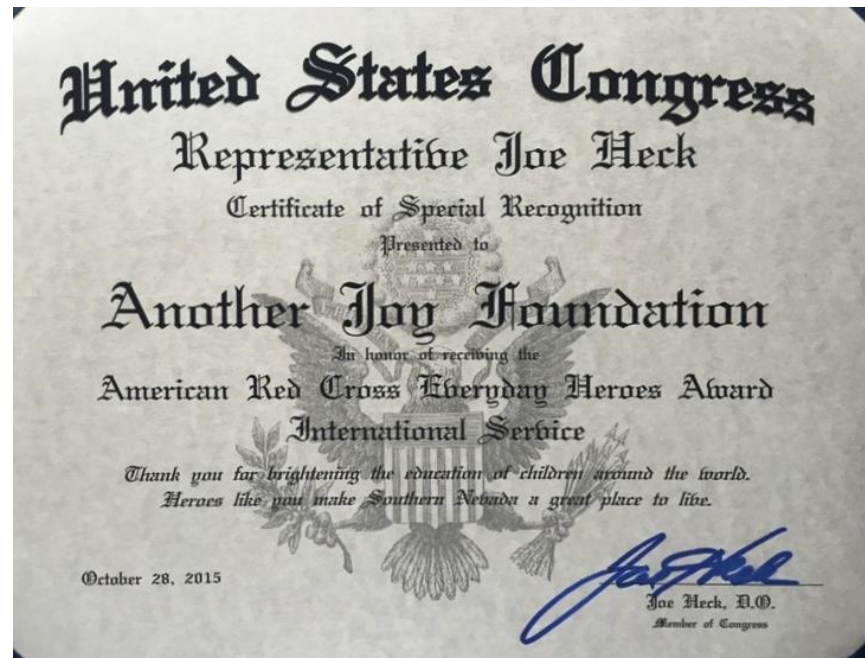 United States Congress
Representative Joe Heck
Certificate of Special Recognition
Presented to
Another Joy Foundation
In honor of receiving the
American Red Cross Everyday Heroes Award
International Service
Thank you for brightening the education of children around the world.
Heroes like you make Southern Nevada a great place to live.
October 28, 2015
Joe Heck
Joe Heck, D.O.
Member of Congress